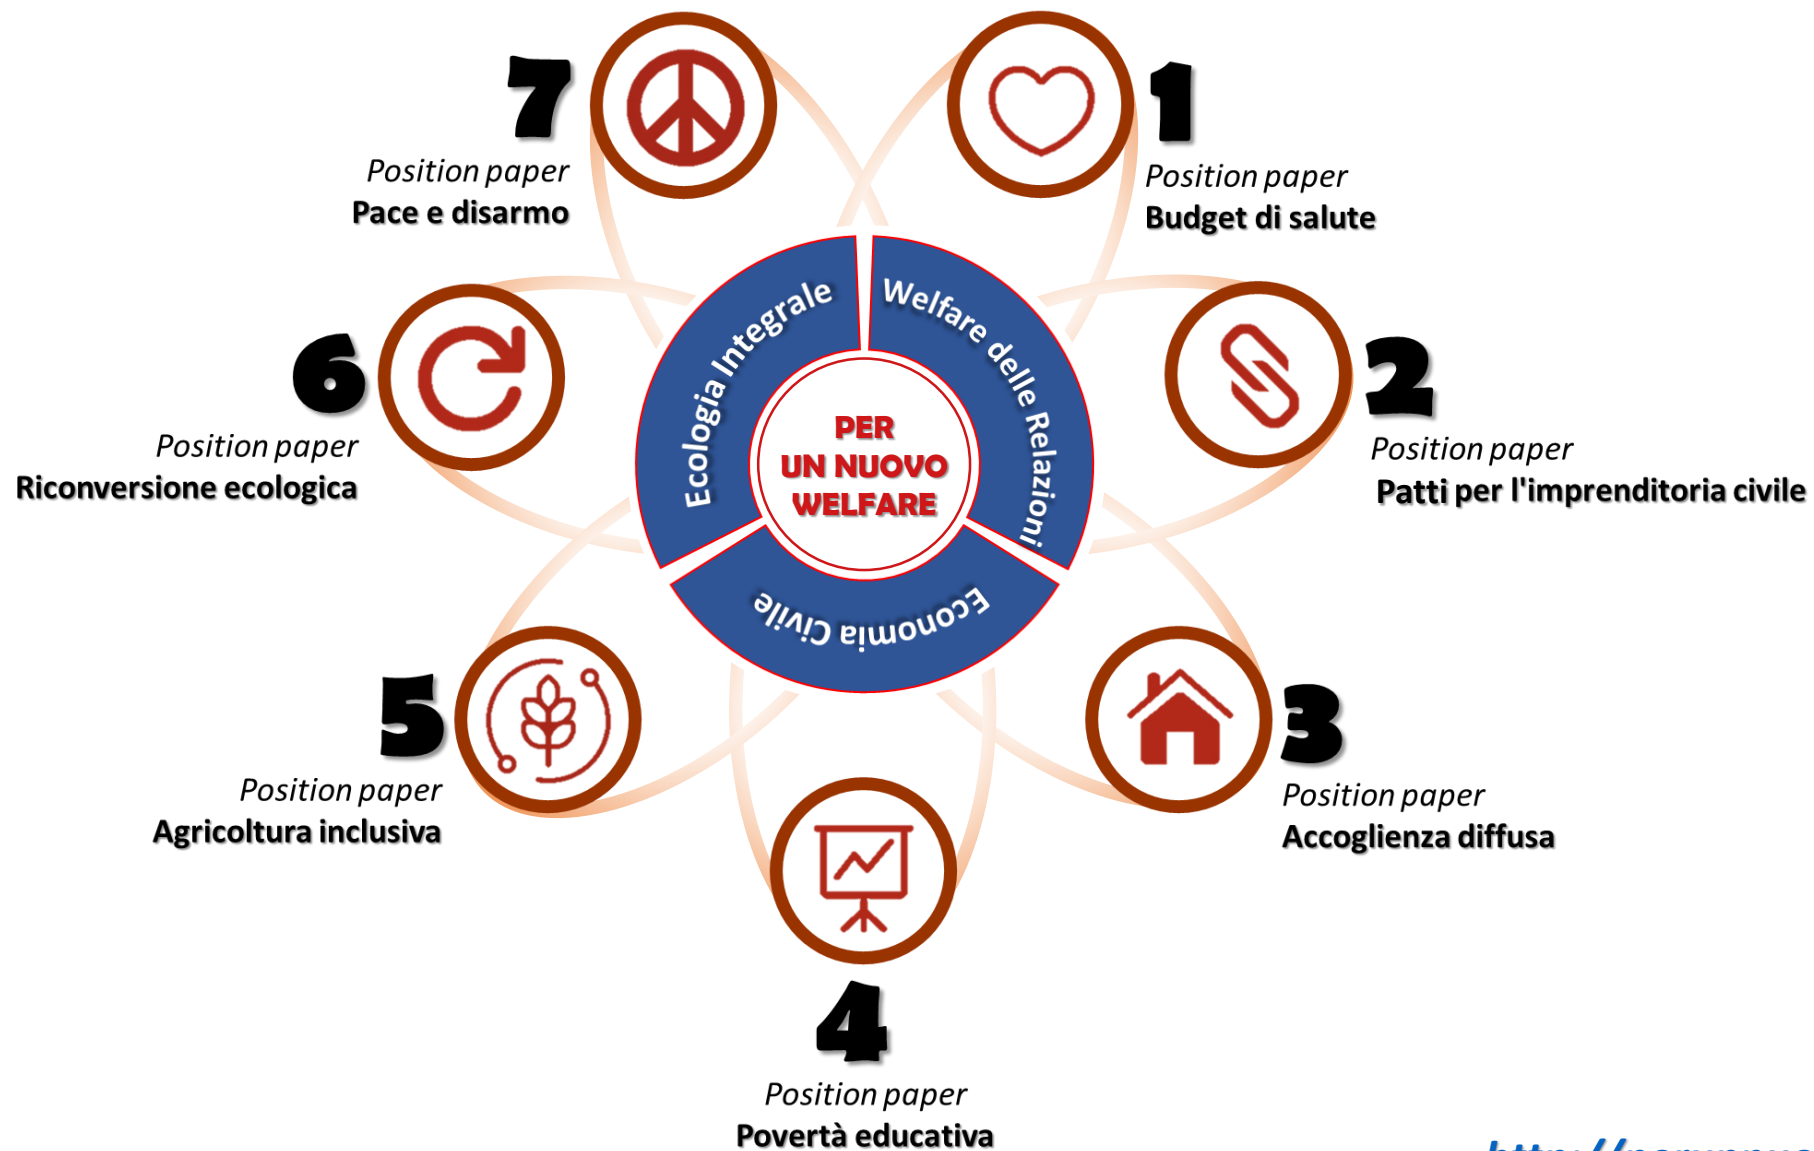 7
Position paper
Pace e disarmo
1
Position paper
Budget di salute
6
Position paper
Riconversione ecologica
Ecologia Integrale
Welfare delle Relazioni
Economia Civile
PER
UN NUOVO
WELFARE
2
Position paper
Patti per l'imprenditoria civile
5
Position paper
Agricoltura inclusiva
3
Position paper
Accoglienza diffusa
4
Position paper
Povertà educativa